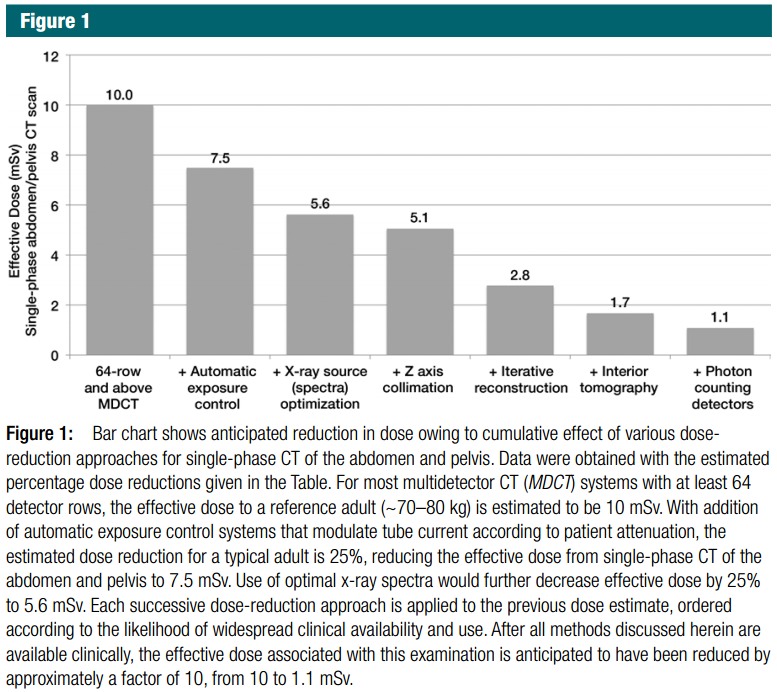 Figure 1
Effective Dose (mSv)
Single-phase abdomen/pelvis CT scan
12
10
8
6
4
2
0
10.0
7.5
5.6
5.1
2.8
1.7
1.1
64-row
and above
MDCT
+ Automatic
exposure
control
+ X-ray source
(spectra)
optimization
+ Z axis
collimation
+ Iterative
reconstruction
+ Interior
tomography
+ Photon
counting
detectors
Figure 1: Bar chart shows anticipated reduction in dose owing to cumulative effect of various dose-
reduction approaches for single-phase CT of the abdomen and pelvis. Data were obtained with the estimated
percentage dose reductions given in the Table. For most multidetector CT (MDCT) systems with at least 64
detector rows, the effective dose to a reference adult (~70–80 kg) is estimated to be 10 mSv. With addition
of automatic exposure control systems that modulate tube current according to patient attenuation, the
estimated dose reduction for a typical adult is 25%, reducing the effective dose from single-phase CT of the
abdomen and pelvis to 7.5 mSv. Use of optimal x-ray spectra would further decrease effective dose by 25%
to 5.6 mSv. Each successive dose-reduction approach is applied to the previous dose estimate, ordered
according to the likelihood of widespread clinical availability and use. After all methods discussed herein are
available clinically, the effective dose associated with this examination is anticipated to have been reduced by
approximately a factor of 10, from 10 to 1.1 mSv.